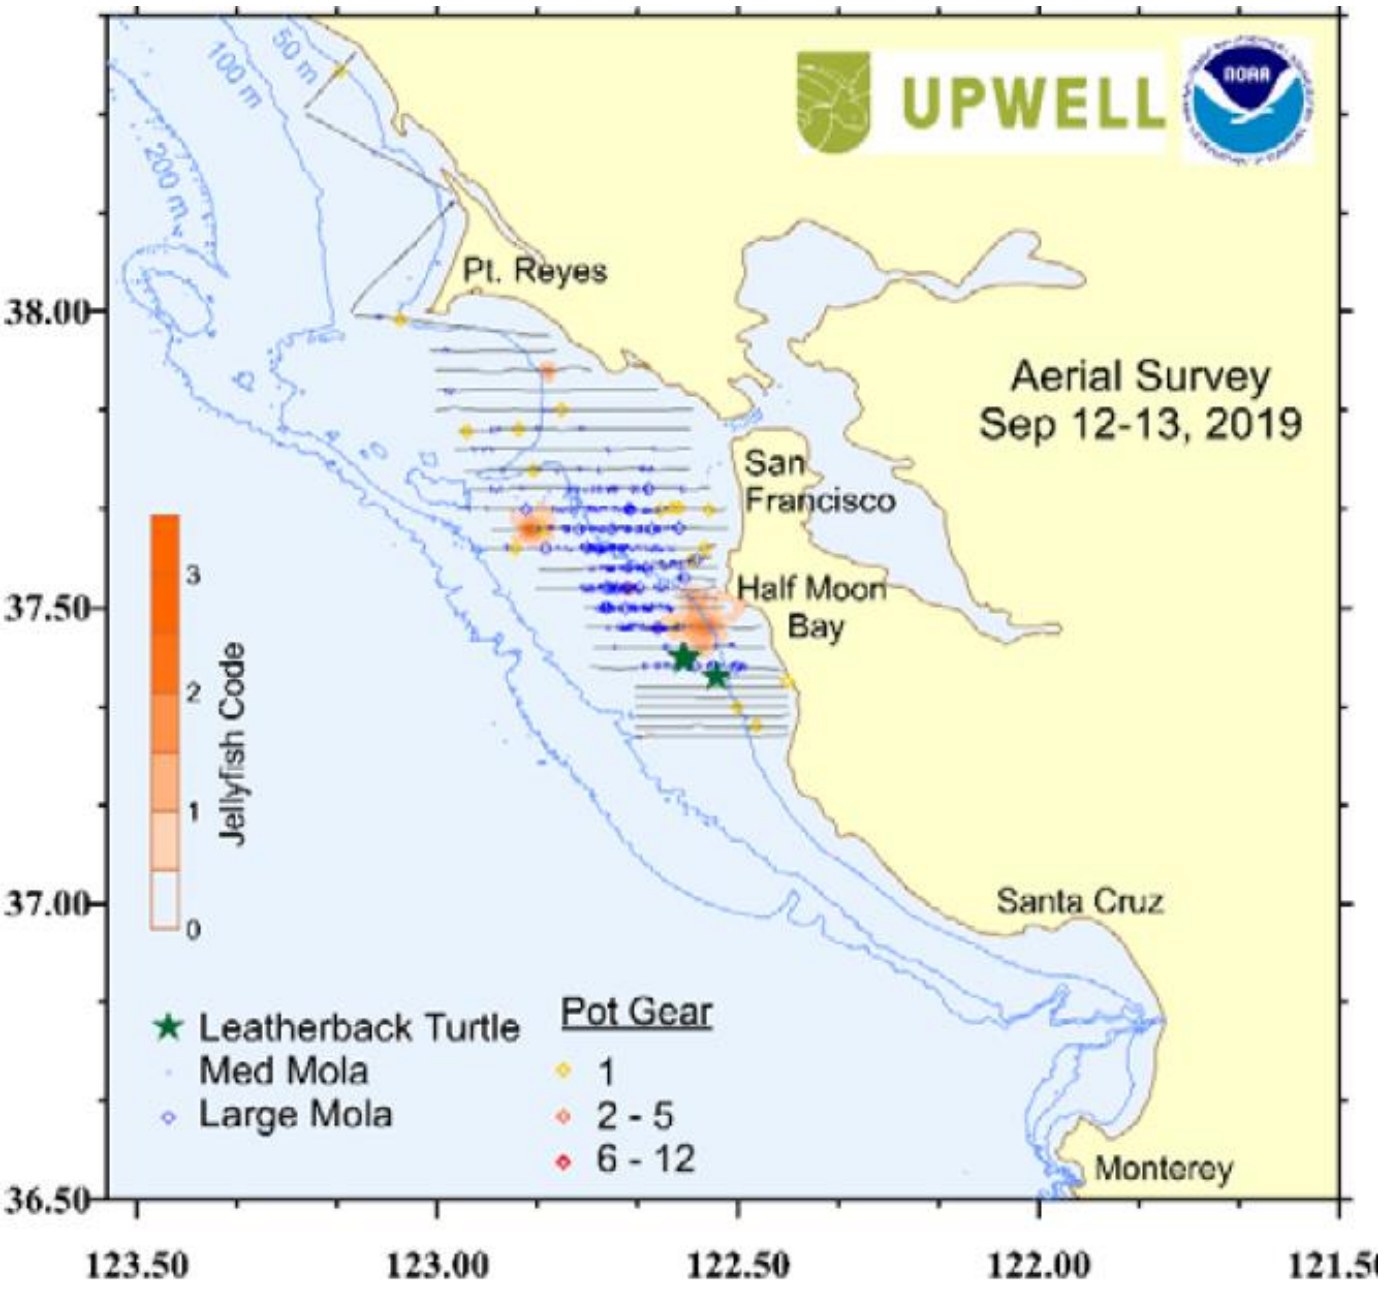 50 m
100 m
200 m
UPWELL
NOAA
Pt. Reyes
38.00
Aerial Survey
Sep 12-13, 2019
San
Francisco
37.50
Half Moon
Bay
3
2
1
0
Jellyfish Code
37.00
Santa Cruz
Leatherback Turtle
Med Mola
Large Mola
Pot Gear
1
2 - 5
6 - 12
Monterey
36.50
123.50
123.00
122.50
122.00